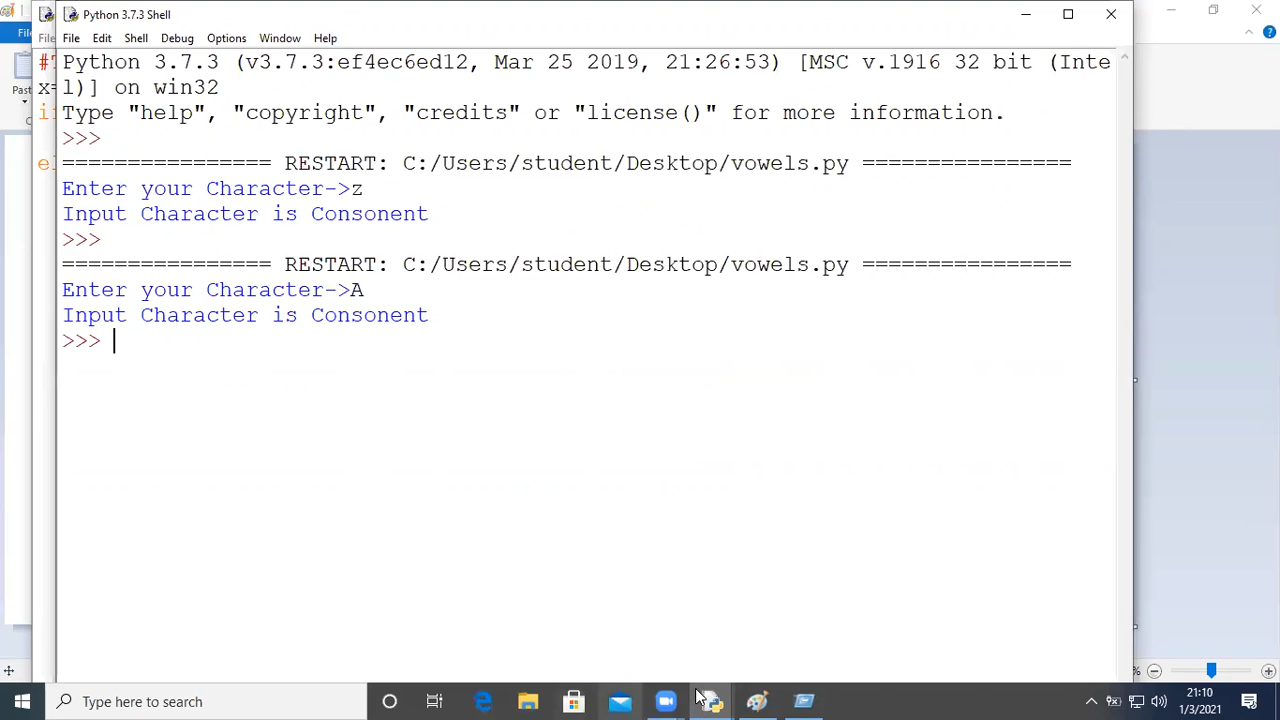 Python 3.7.3 Shell
File Edit Shell Debug Options Window Help
Python 3.7.3 (v3.7.3:ef4ec6ed12, Mar 25 2019, 21:26:53) [MSC v.1916 32 bit (Inte
l)] on win32
Type "help", "copyright", "credits" or "license()" for more information.
>>>
================ RESTART: C:/Users/student/Desktop/vowels.py ================
Enter your Character->z
Input Character is Consonent
>>>
================ RESTART: C:/Users/student/Desktop/vowels.py ================
Enter your Character->A
Input Character is Consonent
>>>
Type here to search
21:10
1/3/2021